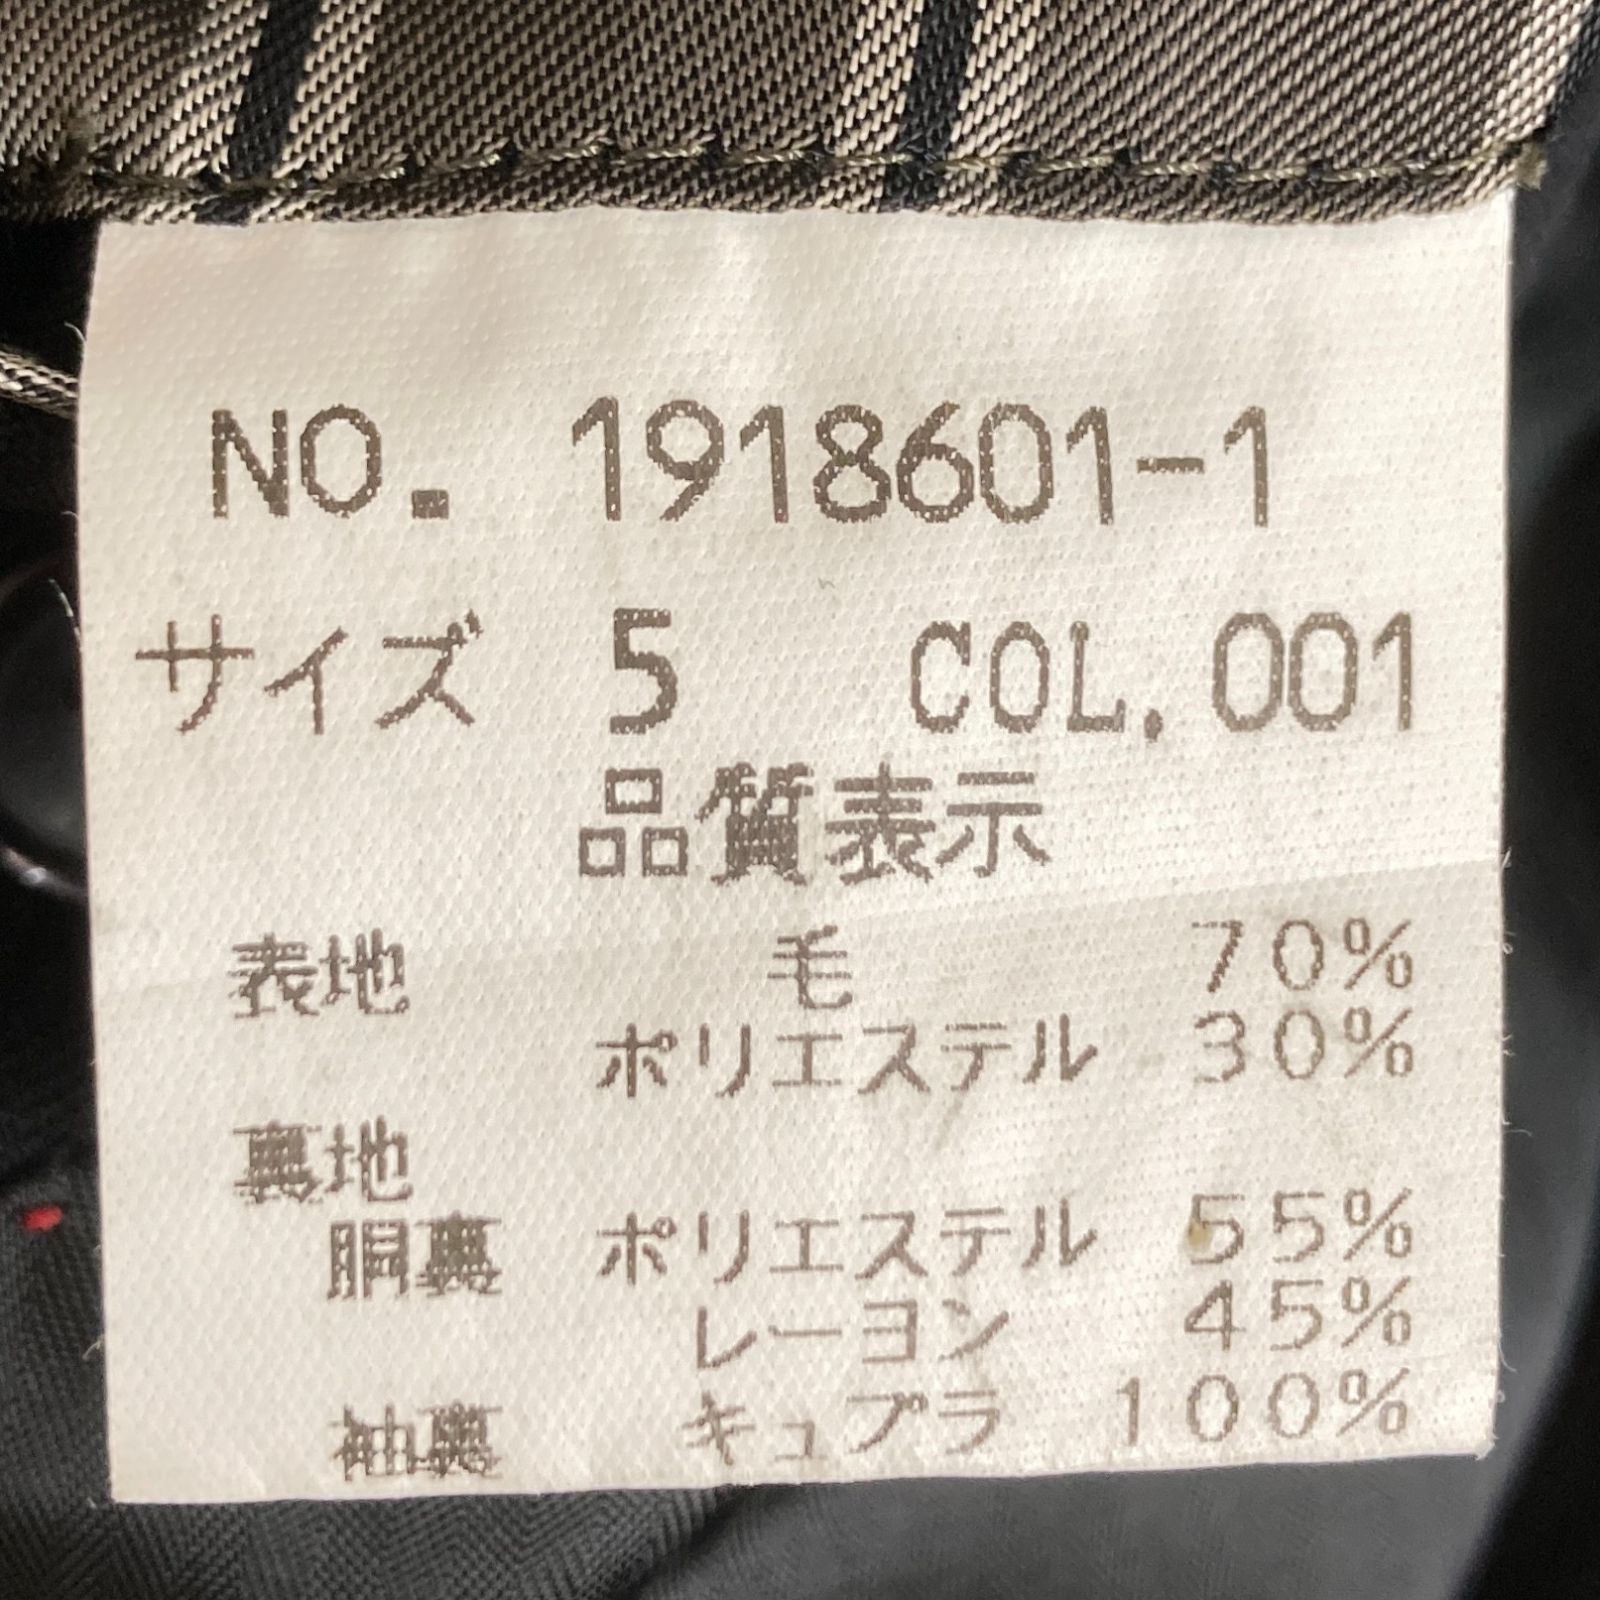 NO. 1918601-1
サイズ 5 COL.001
品質表示
表地 毛 70%
ポリエステル 30%
裏地
胴裏 ポリエステル 55%
レーヨン 45%
袖裏 キュプラ 100%